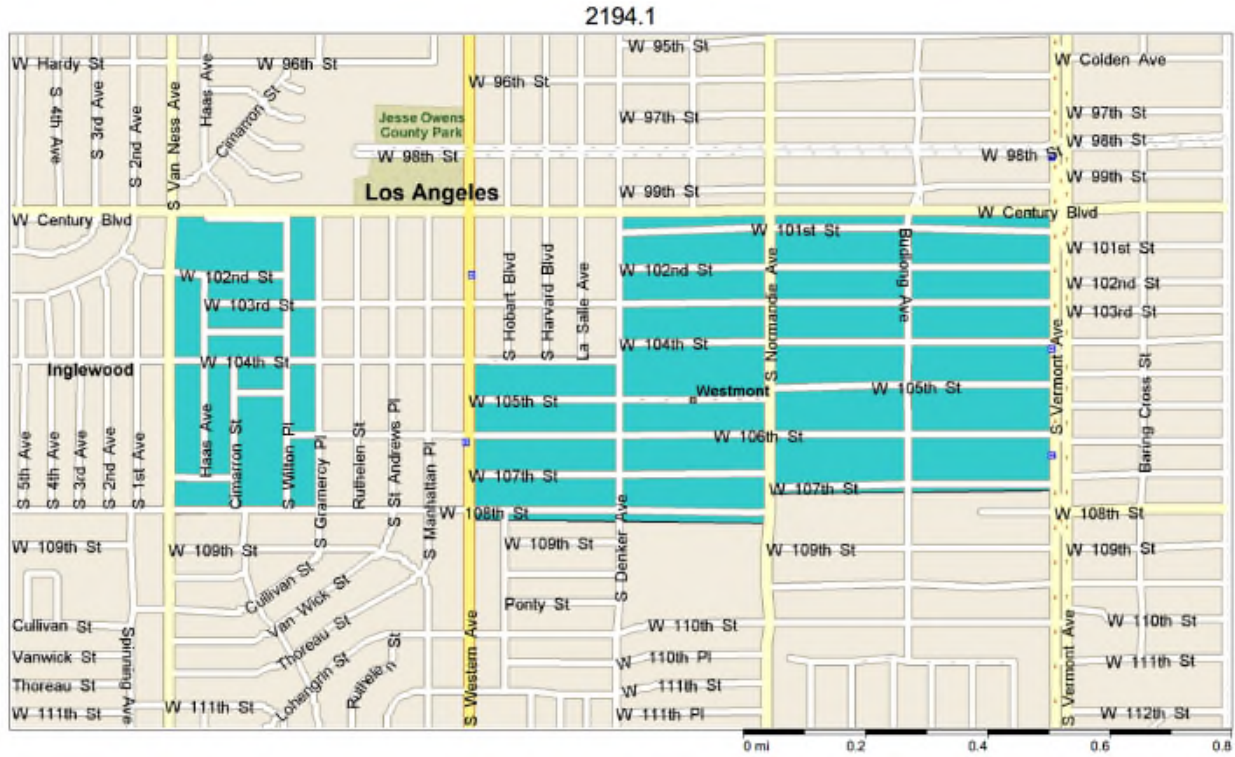 2194.1
W 95th St
W Hardy St
W 96th St
W Colden Ave
S 4th Ave
S 3rd Ave
S 2nd Ave
S Van Ness Ave
Haas Ave
Cimarron St
W 96th St
Jesse Owens
County Park
W 97th St
W 97th St
W 98th St
W 98th St
W 98th St
W 99th St
W 99th St
Los Angeles
W Century Blvd
W Century Blvd
W 101st St
W 101st St
W 102nd St
W 102nd St
W 102nd St
W 103rd St
W 103rd St
S Hobart Blvd
S Harvard Blvd
La Salle Ave
S Normandie Ave
Budlong Ave
S Vermont Ave
W 104th St
W 104th St
Inglewood
Westmont
W 105th St
W 105th St
W 106th St
W 107th St
W 107th St
S 5th Ave
S 4th Ave
S 3rd Ave
S 2nd Ave
S 1st Ave
Haas Ave
Cimarron St
S Wilton Pl
S Gramercy Pl
Ruthelen St
S St Andrews Pl
S Manhattan Pl
Baring Cross St
W 108th St
W 108th St
W 109th St
W 109th St
W 109th St
W 109th St
W 109th St
S Denker Ave
Cullivan St
Van Wick St
Thoreau St
Lohengrin St
Ruthelen St
Ponty St
W 110th St
W 110th St
Cullivan St
Vanwick St
Thoreau St
W 111th St
Spinning Ave
W 111th St
S Western Ave
W 110th Pl
W 111th St
W 111th Pl
S Vermont Ave
W 111th St
W 112th St
0 mi 0.2 0.4 0.6 0.8